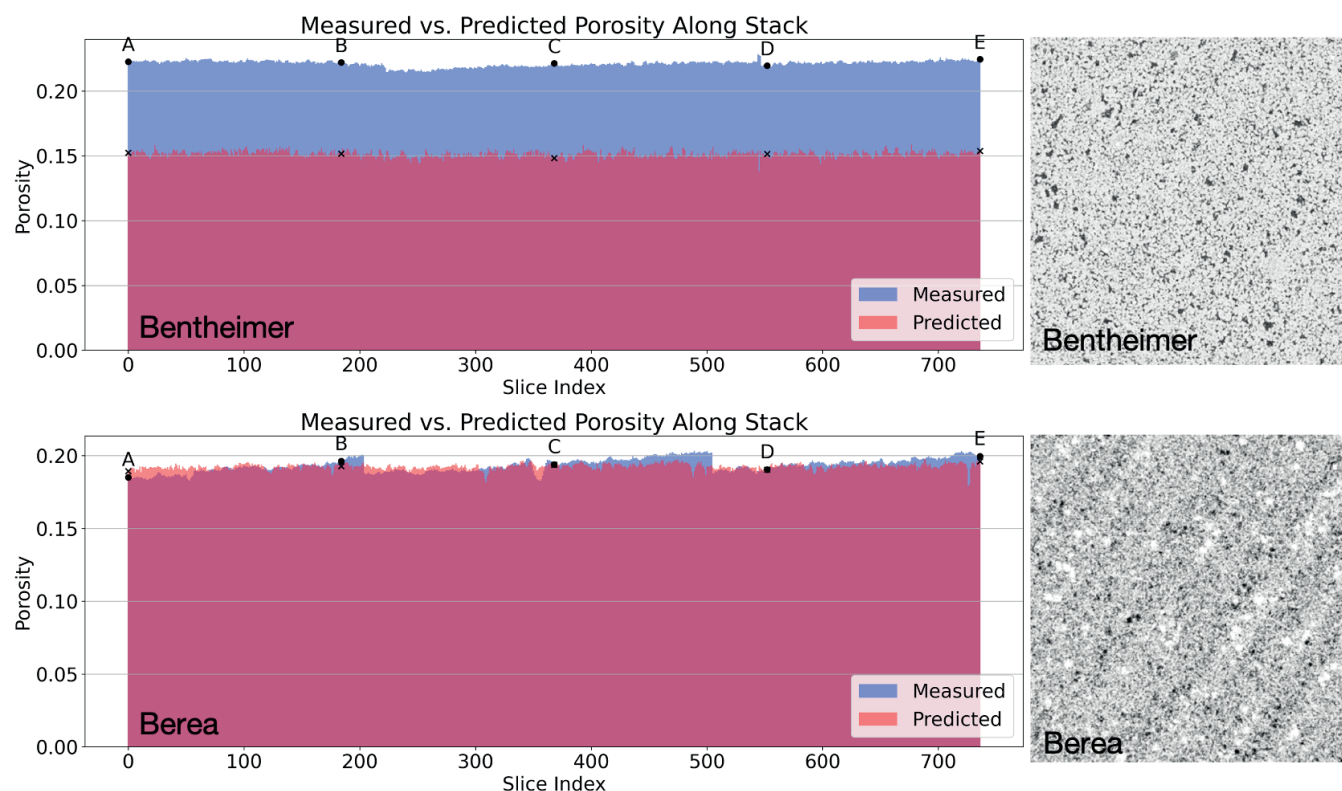 Measured vs. Predicted Porosity Along Stack
A B C D E
0.20
0.15
0.10
0.05
0.00
Porosity
Measured
Predicted
Bentheimer
0 100 200 300 400 500 600 700
Slice Index
Bentheimer
Measured vs. Predicted Porosity Along Stack
A B C D E
0.20
0.15
0.10
0.05
0.00
Porosity
Measured
Predicted
Berea
0 100 200 300 400 500 600 700
Slice Index
Berea